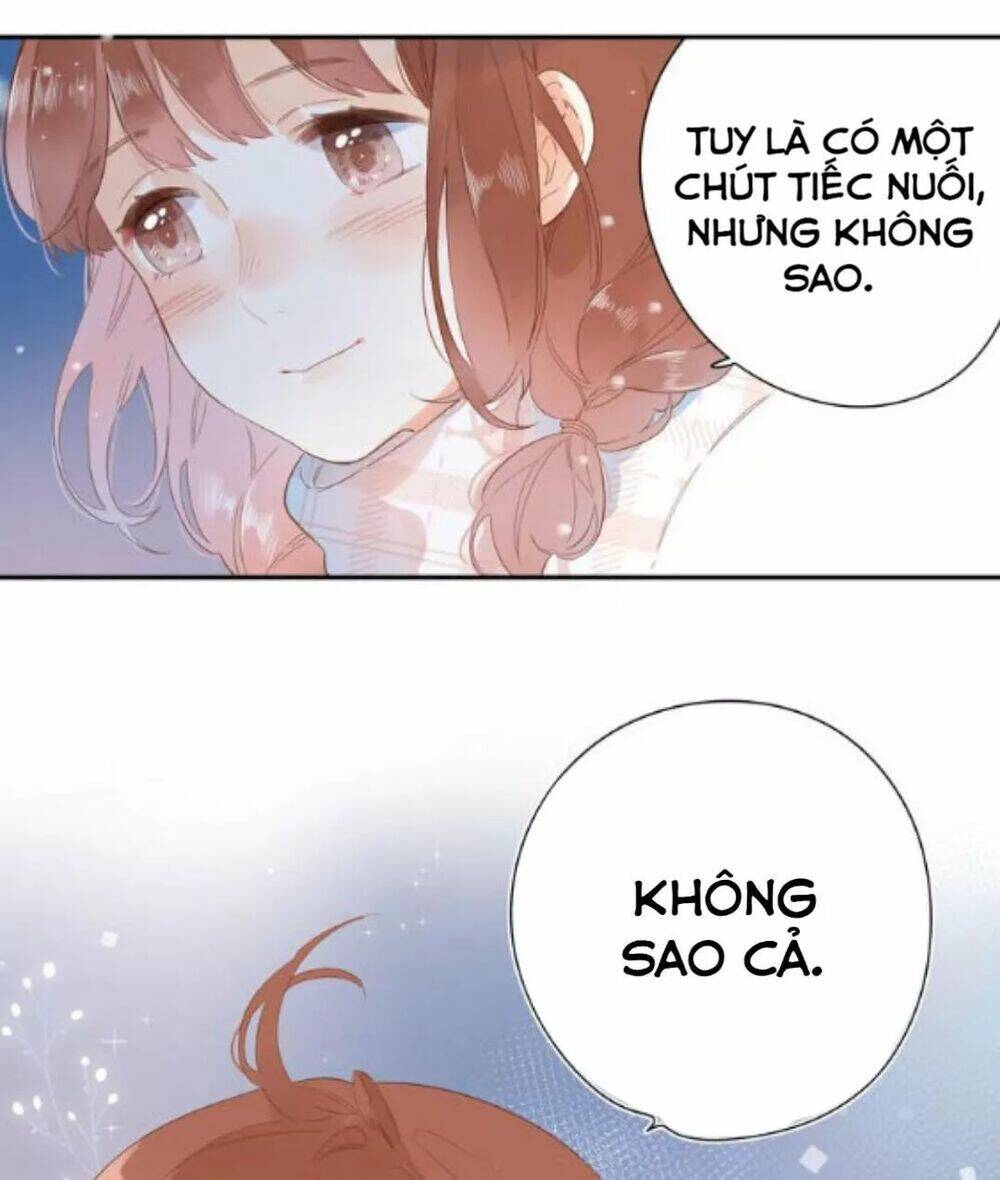 TUY LÀ CÓ MỘT
CHÚT TIẾC NUỐI,
NHƯNG KHÔNG
SAO.
KHÔNG
SAO CẢ.